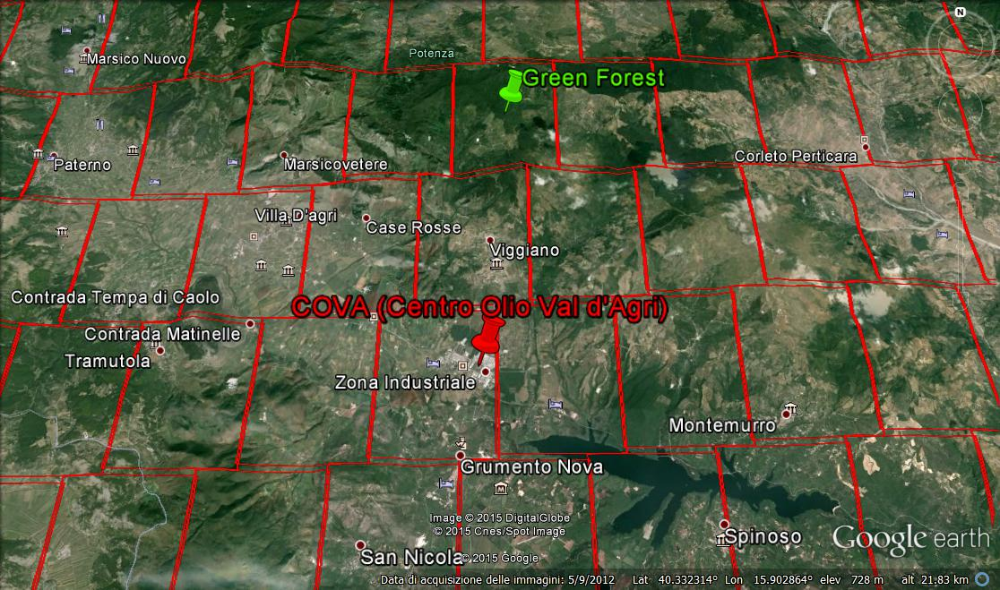 N
Marsico Nuovo
Potenza
Green Forest
Paterno
Marsicovetere
Corleto Perticara
Villa D'agri
Case Rosse
Viggiano
Contrada Tempa di Caolo
COVA (Centro Olio Val d'Agri)
Contrada Matinelle
Tramutola
Zona Industriale
Montemurro
Grumento Nova
Image © 2015 DigitalGlobe
© 2015 Cnes/Spot Image
Spinoso
Google earth
San Nicola
© 2015 Google
Data di acquisizione delle immagini: 5/9/2012 Lat 40.332314° Lon 15.902864° elev 728 m alt 21.83 km